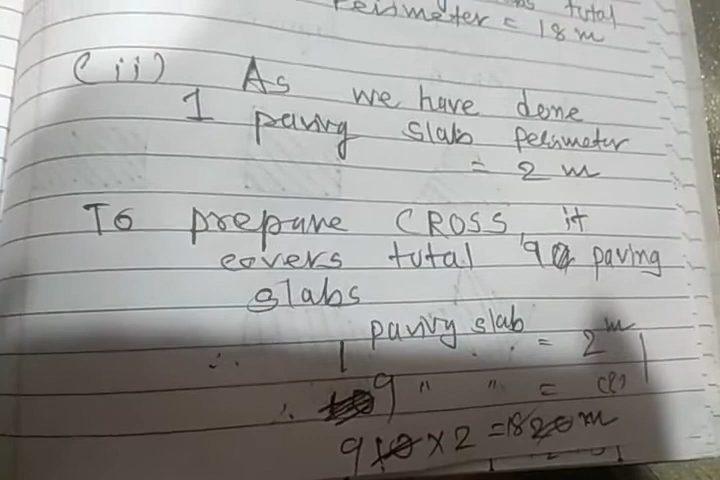 total
Perimeter = 18 m
(ii) As we have done
1 paving slab perimeter
= 2 m
To prepare CROSS, it
covers total 9 paving
slabs
∴ 1 paving slab = 2 m
∴ 9 " " = (?)
9 × 2 = 18 m